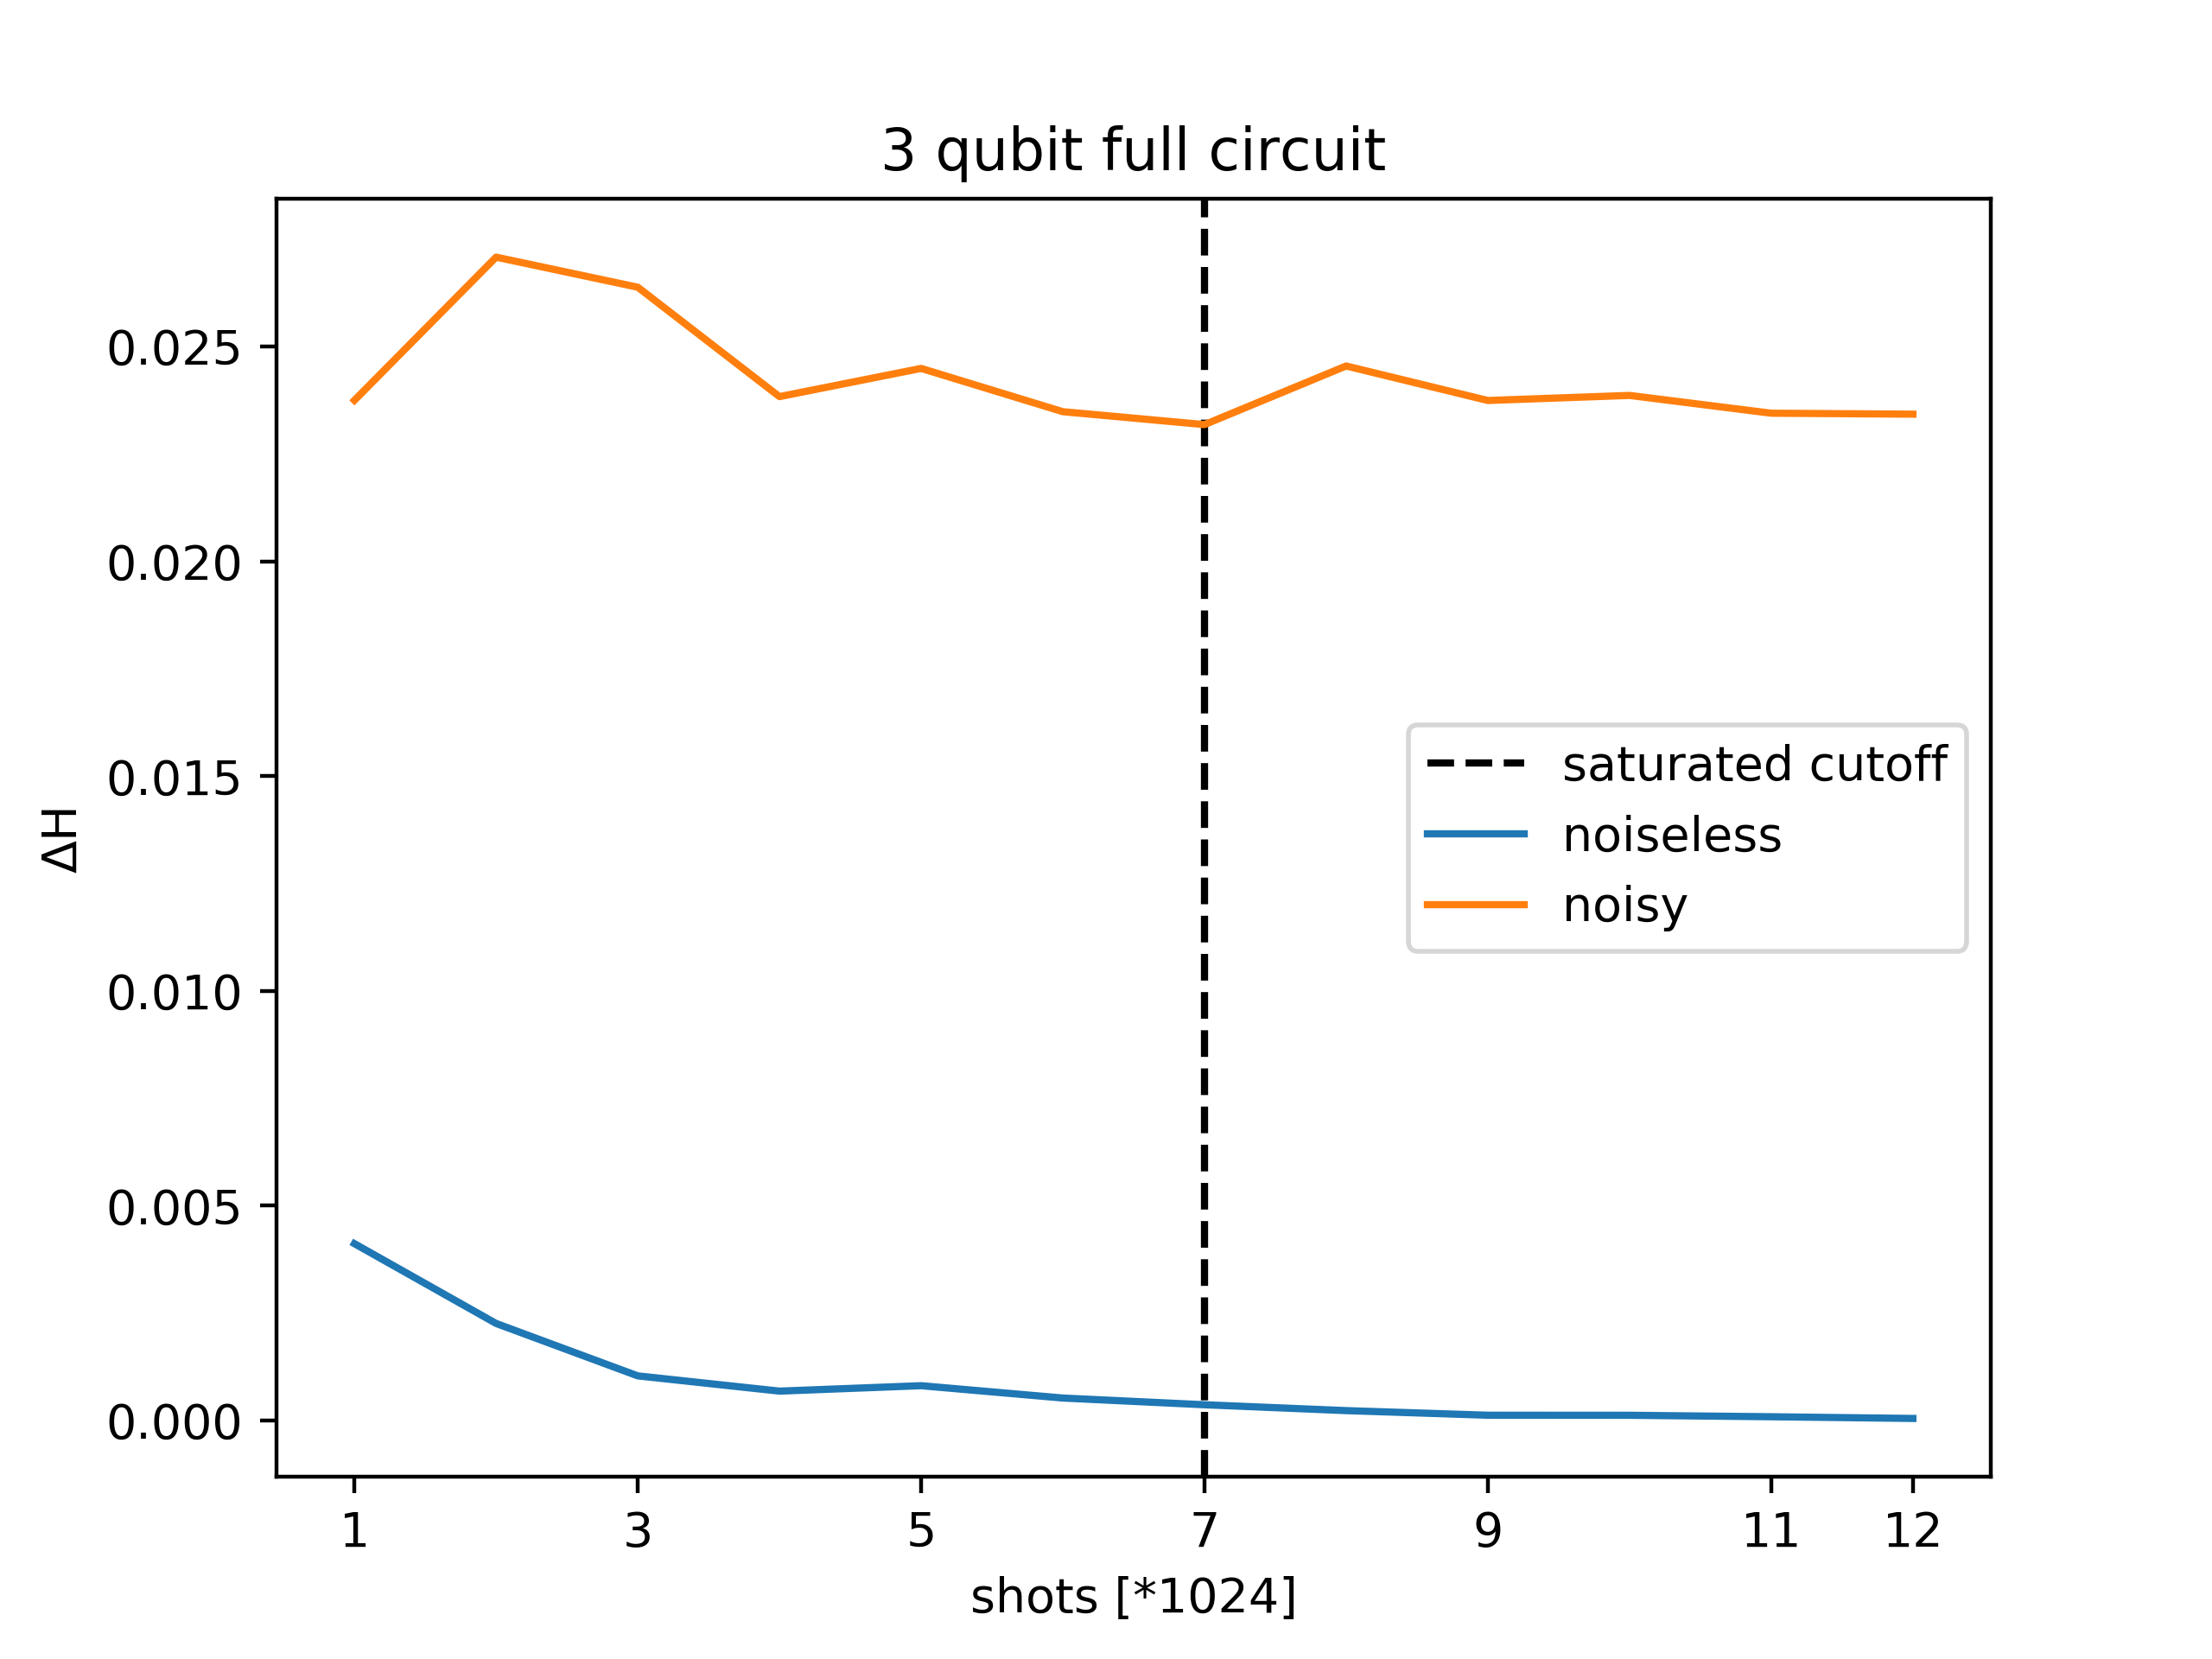 3 qubit full circuit
0.025
0.020
0.015
0.010
0.005
0.000
ΔH
saturated cutoff
noiseless
noisy
1 3 5 7 9 11 12
shots [*1024]